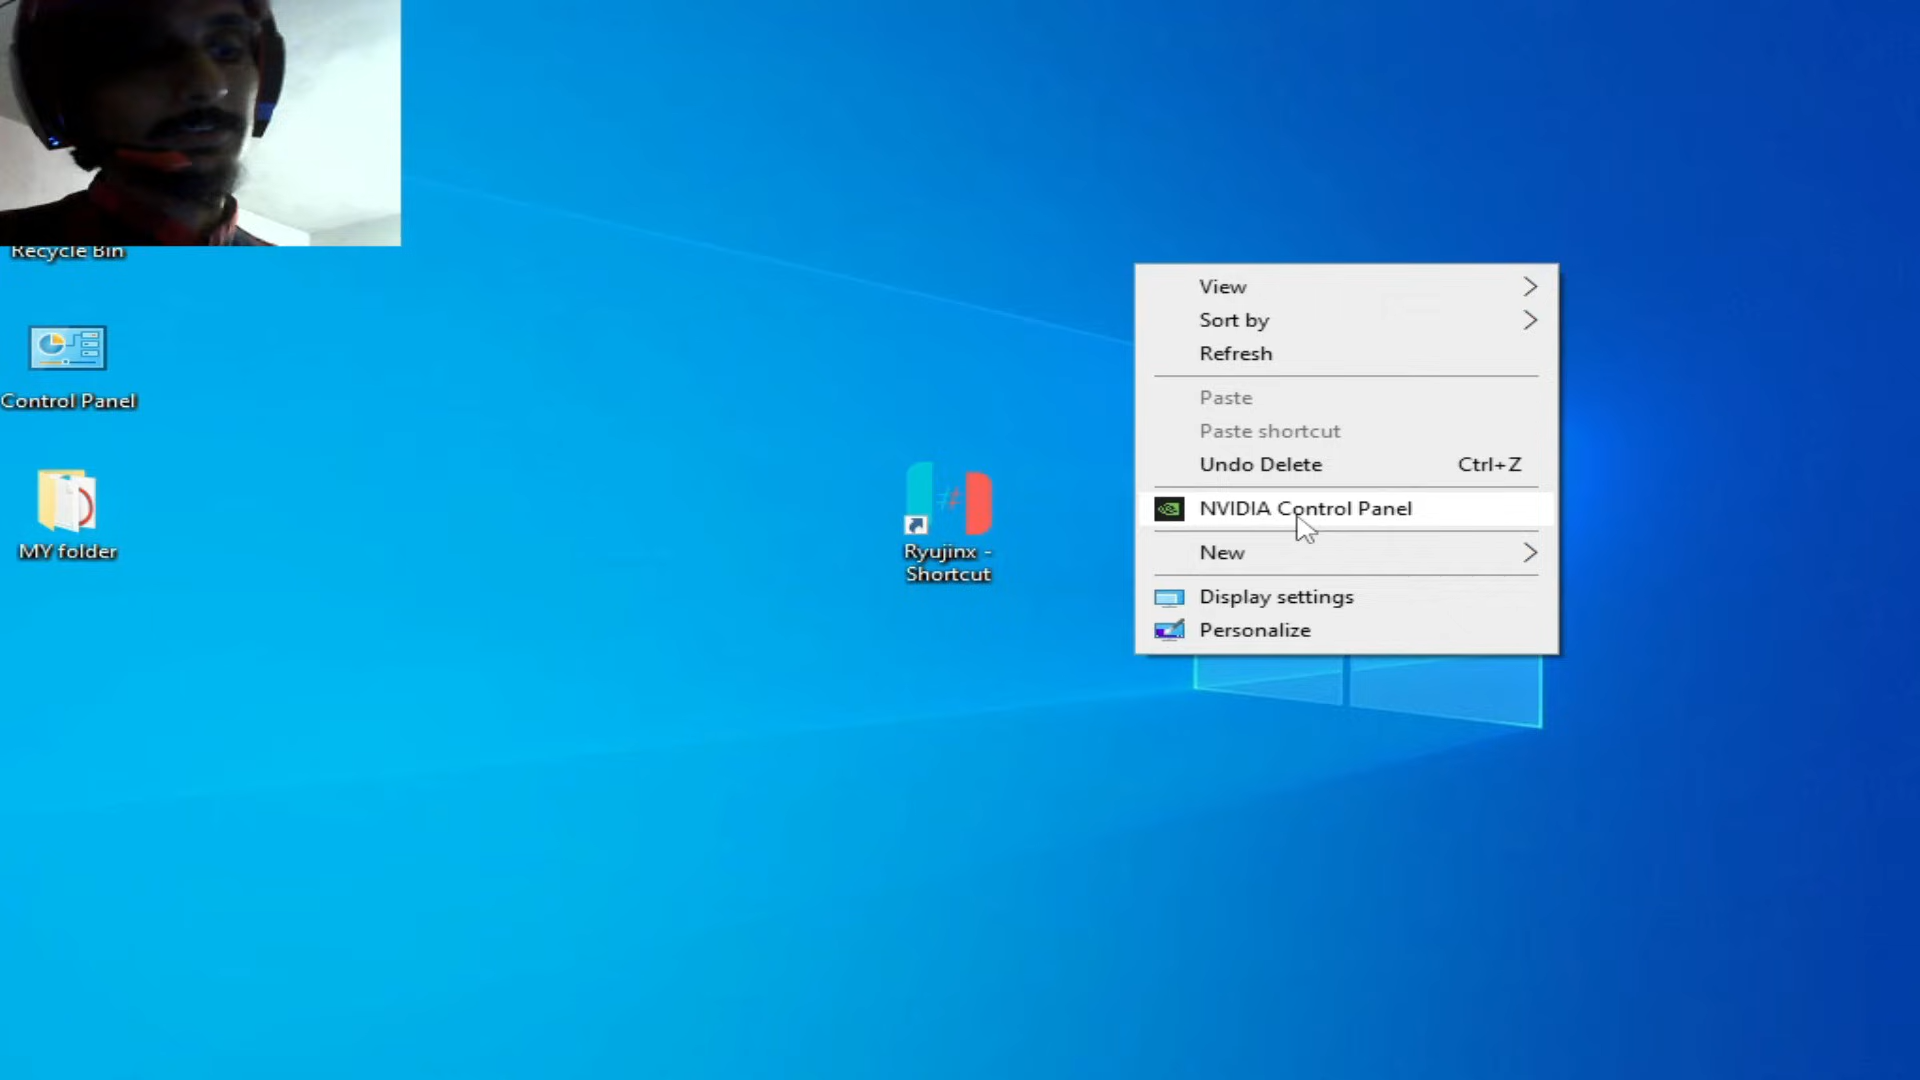 Recycle Bin
Control Panel
MY folder
Ryujinx -
Shortcut
View
Sort by
Refresh
Paste
Paste shortcut
Undo Delete Ctrl+Z
NVIDIA Control Panel
New
Display settings
Personalize